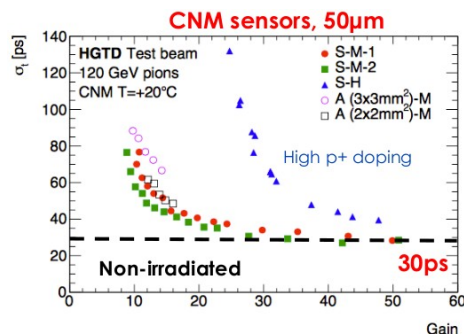 CNM sensors, 50µm
σt [ps]
140
120
100
80
60
40
20
0
HGTD Test beam
120 GeV pions
CNM T=+20°C
S-M-1
S-M-2
S-H
A (3x3mm²)-M
A (2x2mm²)-M
High p+ doping
Non-irradiated
30ps
0 10 20 30 40 50 60
Gain